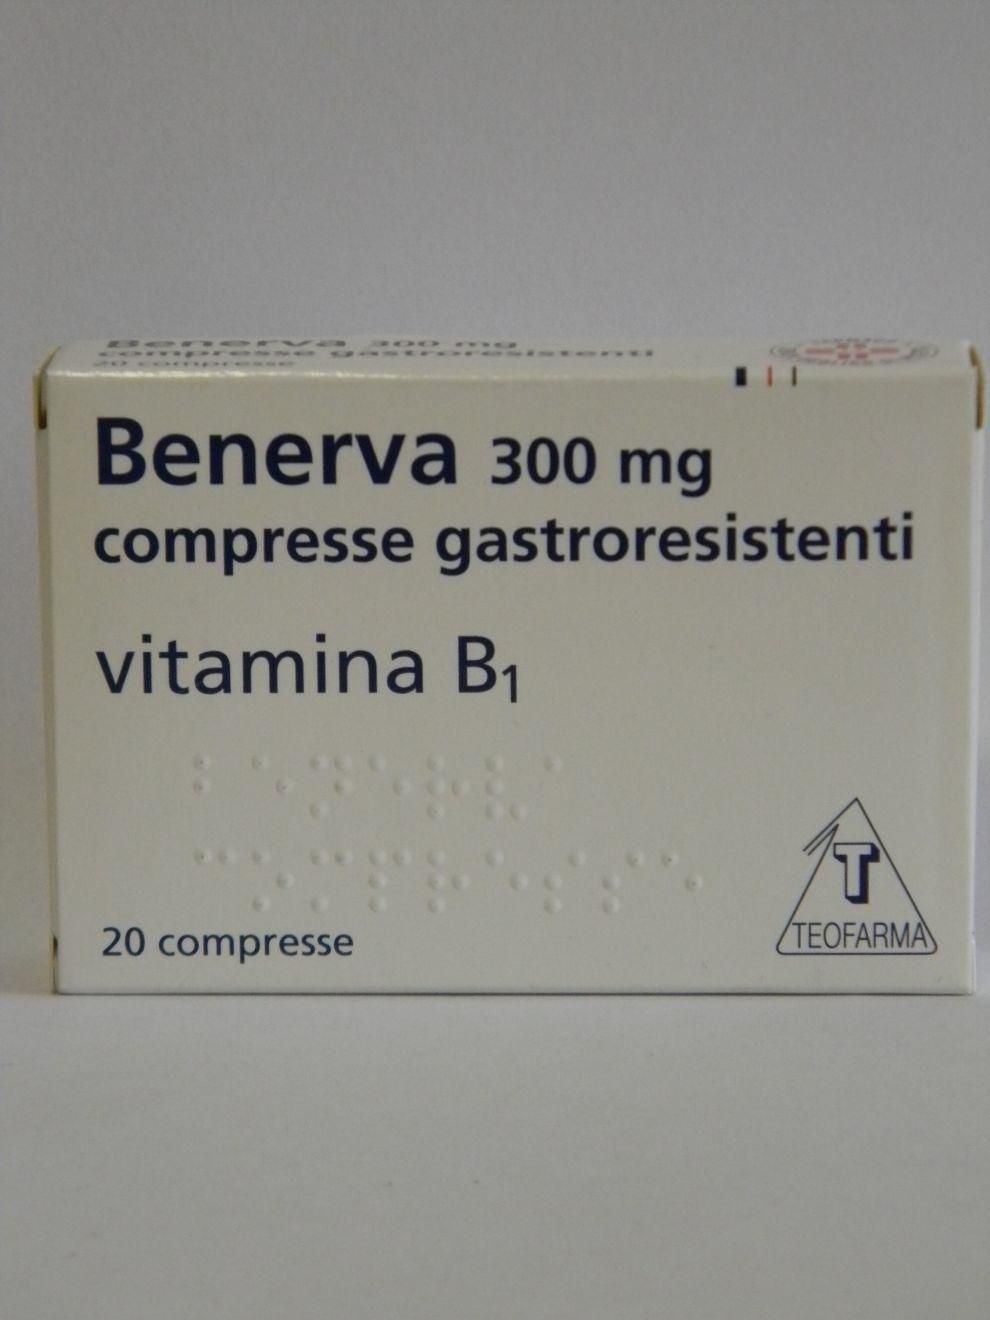 Benerva 300 mg
compresse gastroresistenti
20 compresse
Benerva 300 mg
compresse gastroresistenti
vitamina B₁
20 compresse
T
TEOFARMA